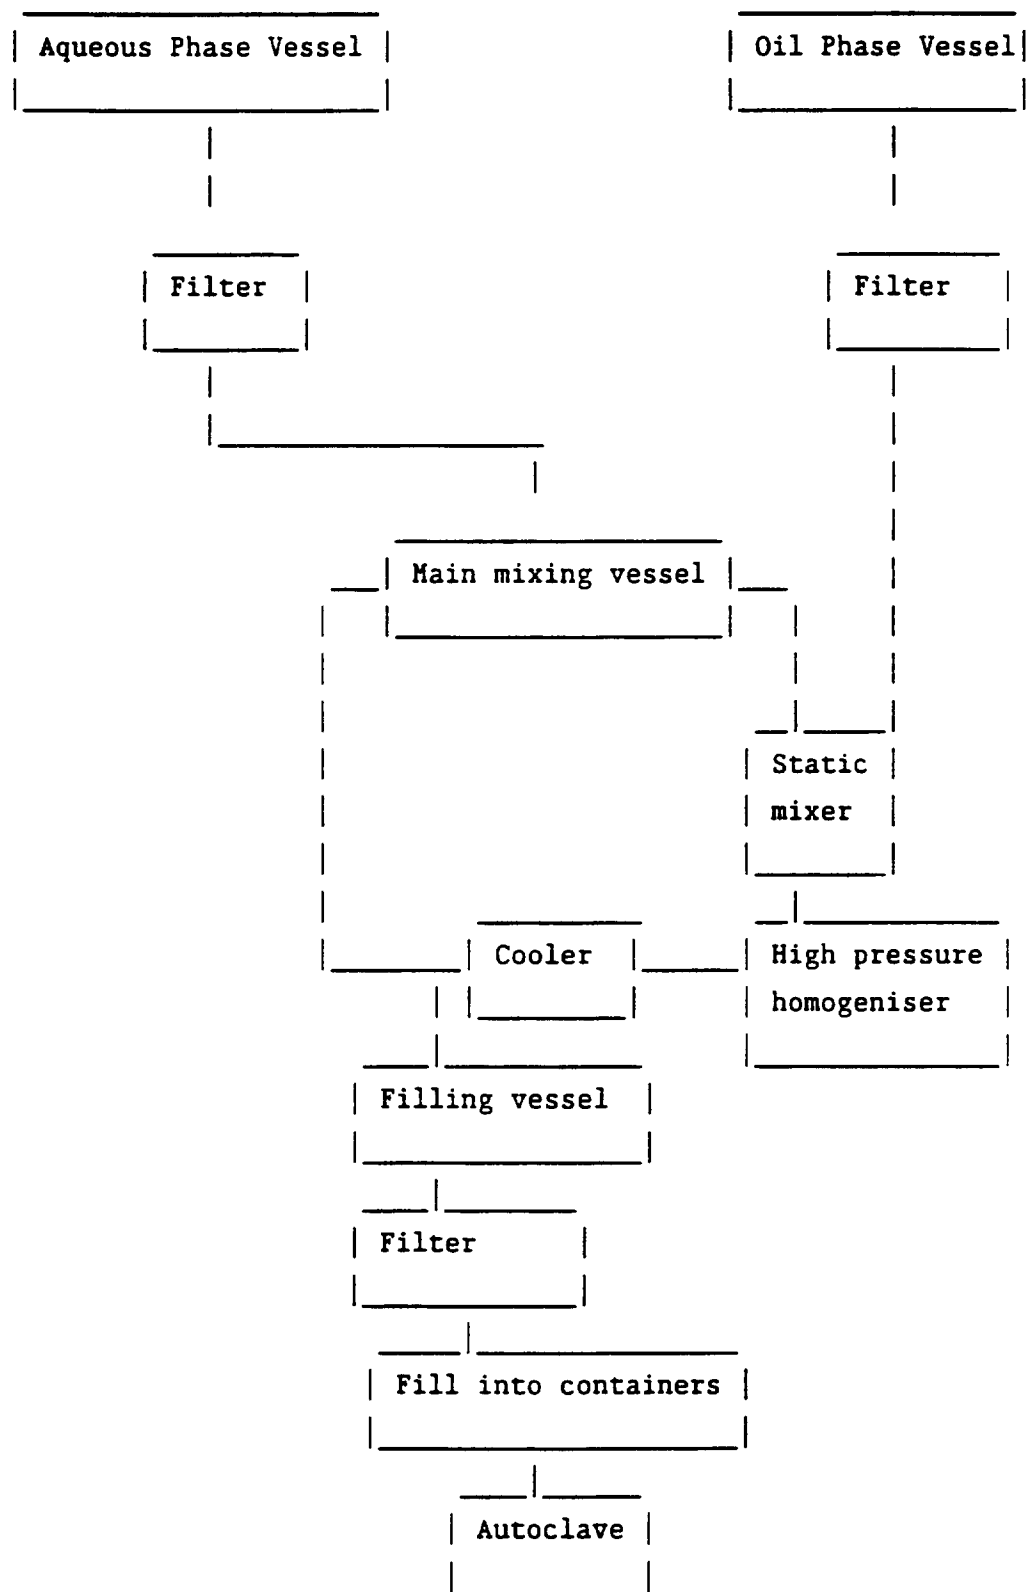 Aqueous Phase Vessel
Oil Phase Vessel
Filter
Filter
Main mixing vessel
Static
mixer
Cooler
High pressure
homogeniser
Filling vessel
Filter
Fill into containers
Autoclave